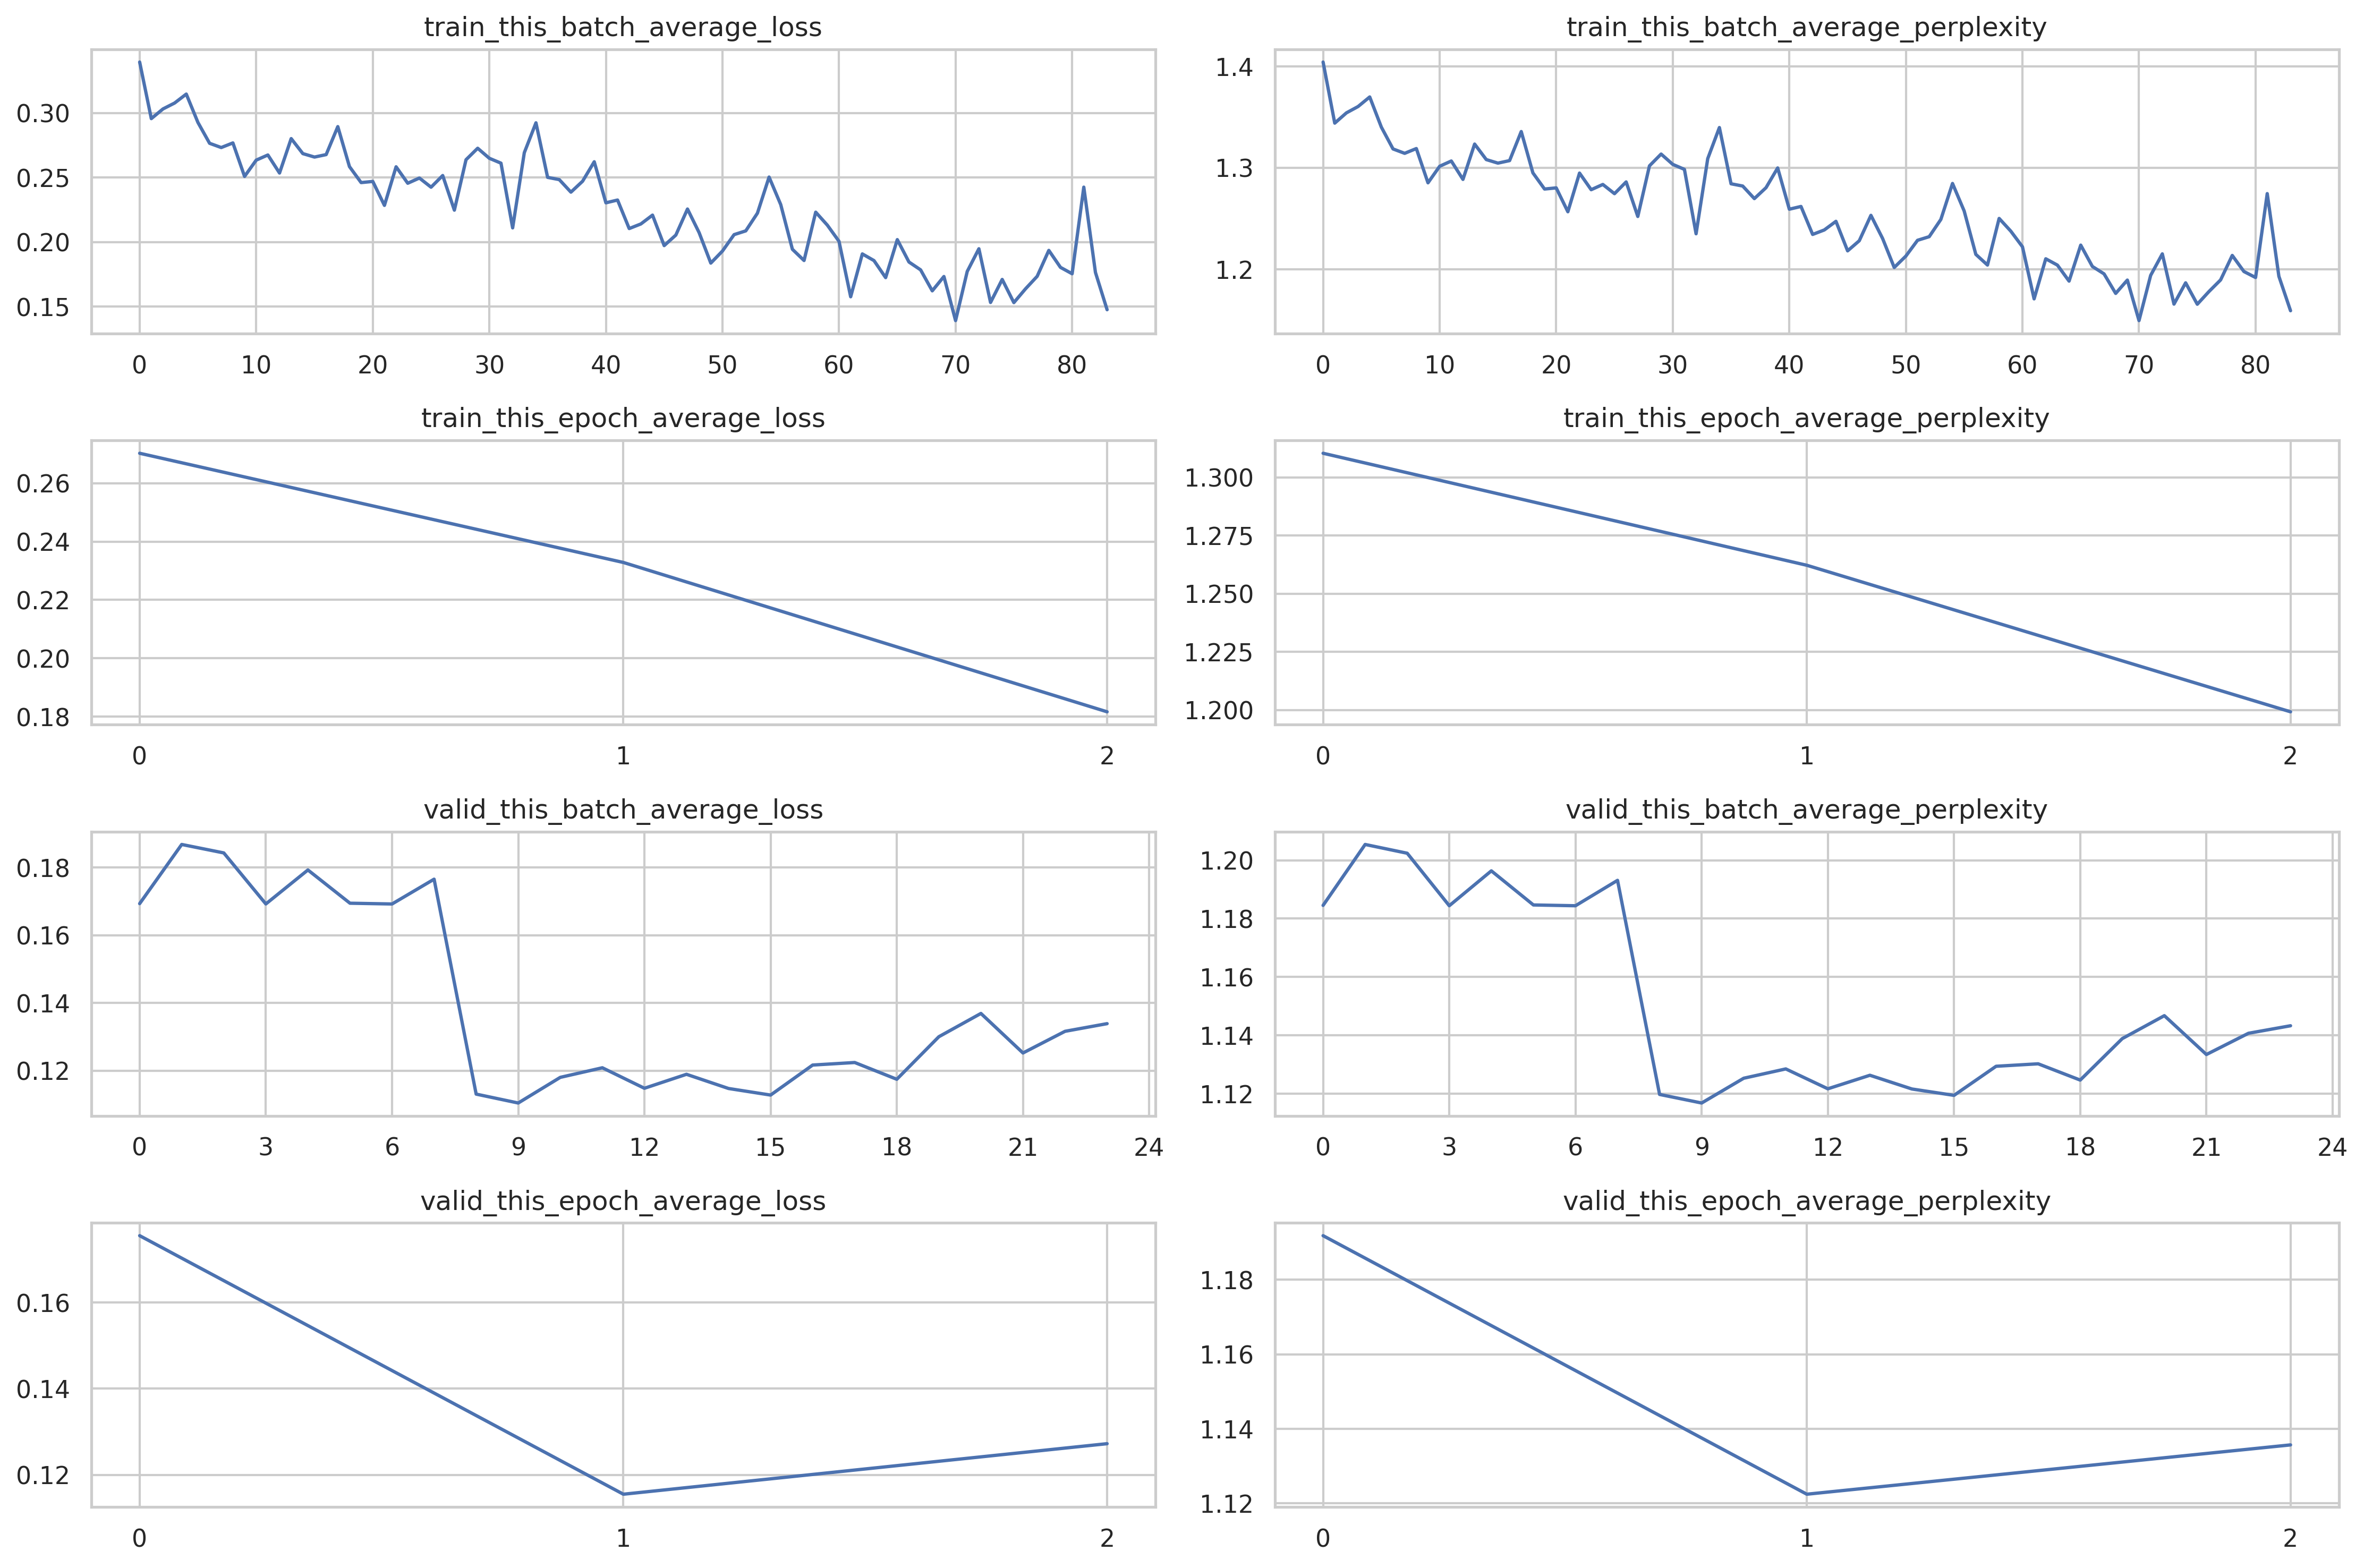 train_this_batch_average_loss
0.30
0.25
0.20
0.15
0 10 20 30 40 50 60 70 80
train_this_batch_average_perplexity
1.4
1.3
1.2
0 10 20 30 40 50 60 70 80
train_this_epoch_average_loss
0.26
0.24
0.22
0.20
0.18
0 1 2
train_this_epoch_average_perplexity
1.300
1.275
1.250
1.225
1.200
0 1 2
valid_this_batch_average_loss
0.18
0.16
0.14
0.12
0 3 6 9 12 15 18 21 24
valid_this_batch_average_perplexity
1.20
1.18
1.16
1.14
1.12
0 3 6 9 12 15 18 21 24
valid_this_epoch_average_loss
0.16
0.14
0.12
0 1 2
valid_this_epoch_average_perplexity
1.18
1.16
1.14
1.12
0 1 2